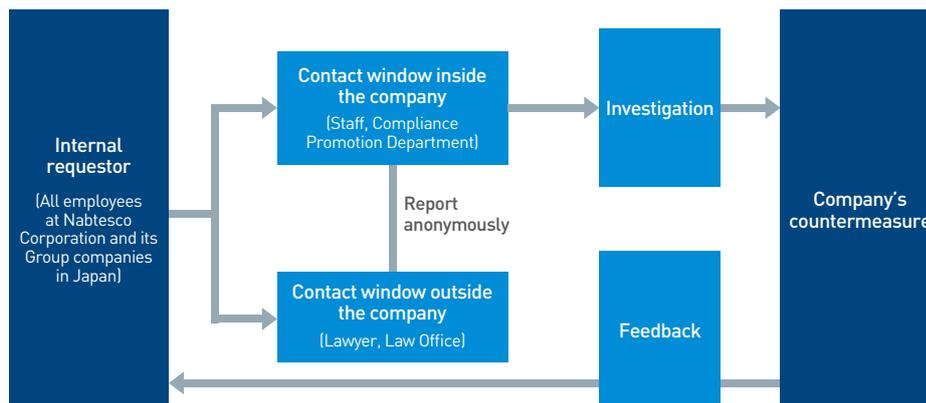 Internal
requestor
(All employees
at Nabtesco
Corporation and its
Group companies
in Japan)
Contact window inside
the company
(Staff, Compliance
Promotion Department)
Report
anonymously
Contact window outside
the company
(Lawyer, Law Office)
Investigation
Feedback
Company's
countermeasure